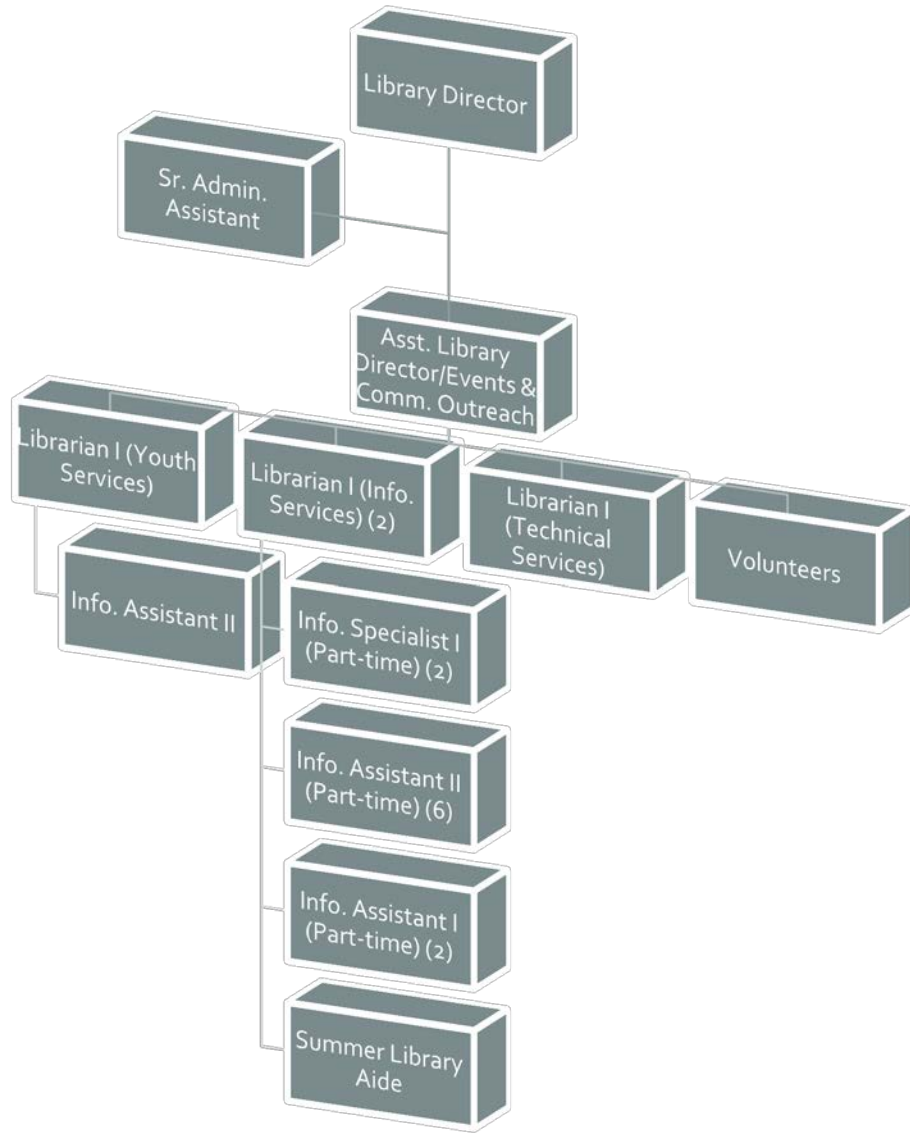 Library Director
Sr. Admin.
Assistant
Asst. Library
Director/Events &
Comm. Outreach
Librarian I (Youth
Services)
Librarian I (Info.
Services) (2)
Librarian I
(Technical
Services)
Volunteers
Info. Assistant II
Info. Specialist I
(Part-time) (2)
Info. Assistant II
(Part-time) (6)
Info. Assistant I
(Part-time) (2)
Summer Library
Aide